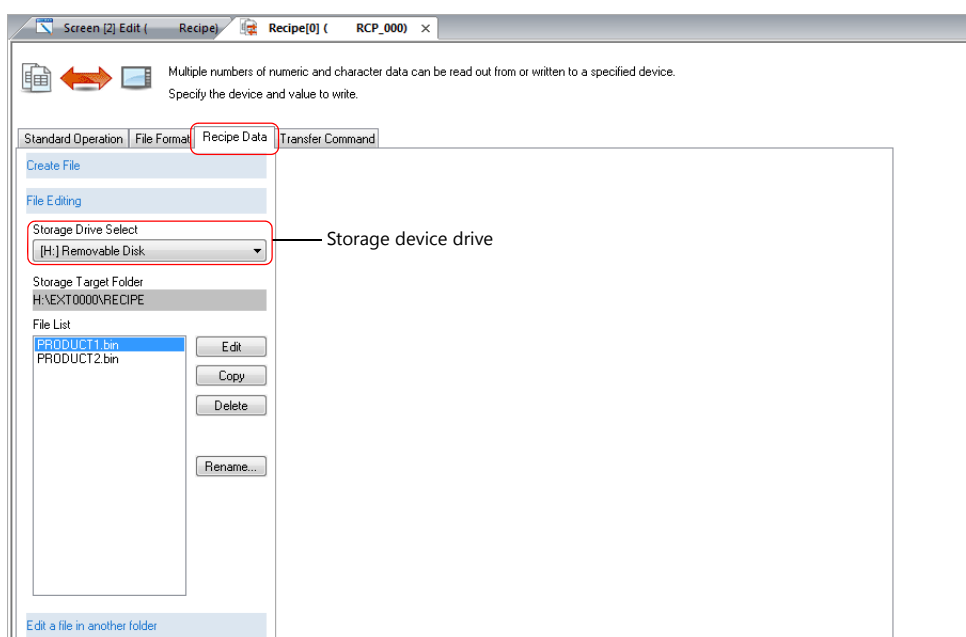 Screen [2] Edit ( Recipe)
Recipe[0] ( RCP_000) ×
Multiple numbers of numeric and character data can be read out from or written to a specified device.
Specify the device and value to write.
Standard Operation
File Format
Recipe Data
Transfer Command
Create File
File Editing
Storage Drive Select
[H:] Removable Disk
Storage device drive
Storage Target Folder
H:\EXT0000\RECIPE
File List
PRODUCT1.bin
PRODUCT2.bin
Edit
Copy
Delete
Rename...
Edit a file in another folder